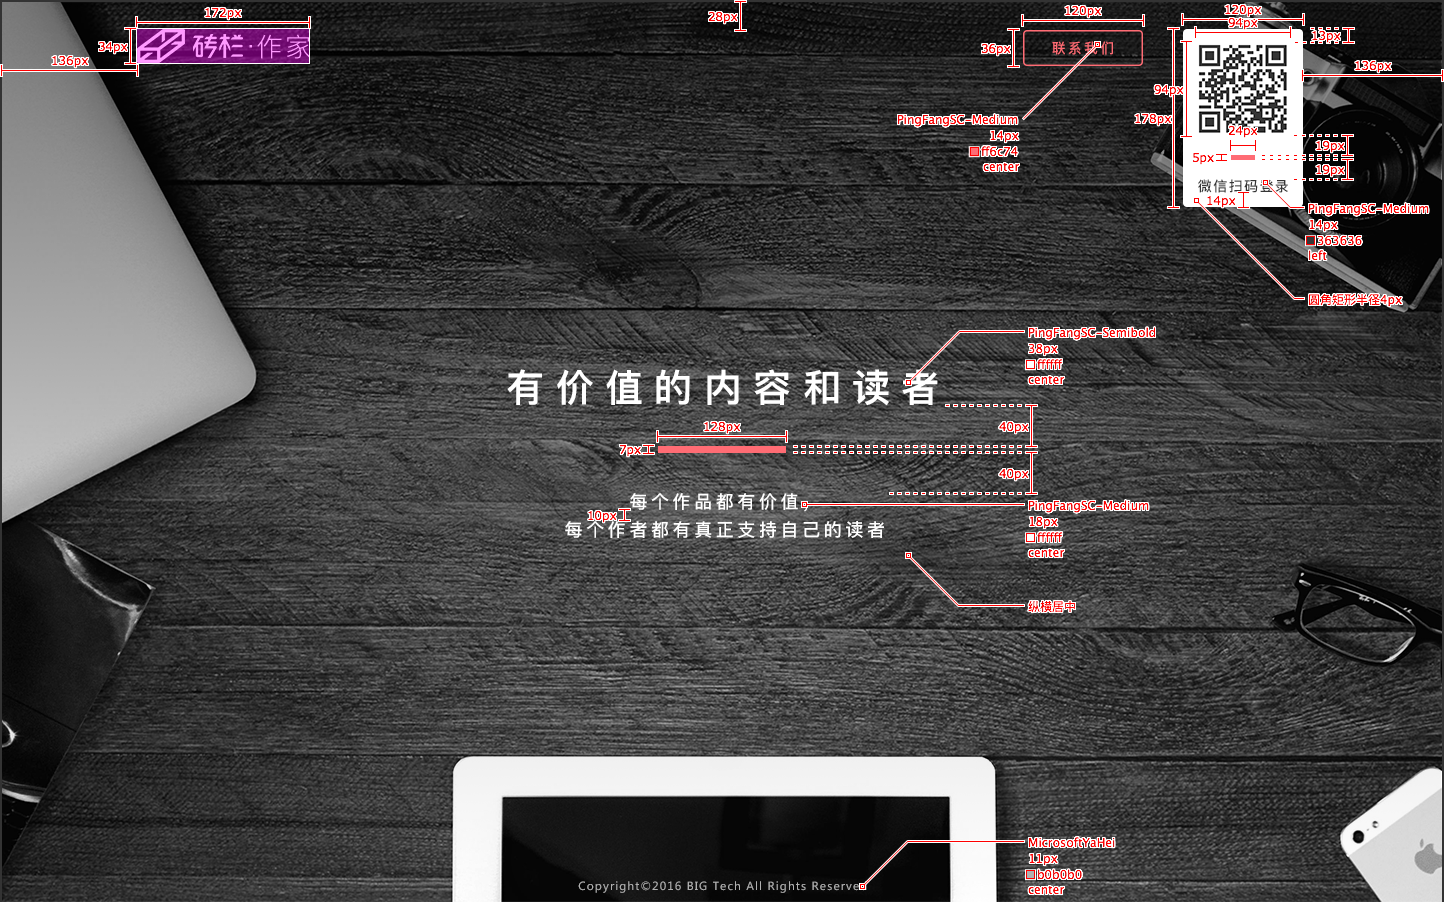 172px
28px
120px
120px
94px
34px
砖栏·作家
36px
联系我们
13px
136px
136px
94px
178px
PingFangSC-Medium
14px
ff6c74
center
24px
5px
19px
19px
微信扫码登录
14px
PingFangSC-Medium
14px
363636
left
圆角矩形半径4px
PingFangSC-Semibold
38px
ffffff
center
有价值的内容和读者
128px
40px
7px
40px
每个作品都有价值,
10px
每个作者都有真正支持自己的读者
PingFangSC-Medium
18px
ffffff
center
纵横居中
MicrosoftYaHei
11px
b0b0b0
center
Copyright©2016 BIG Tech All Rights Reserve